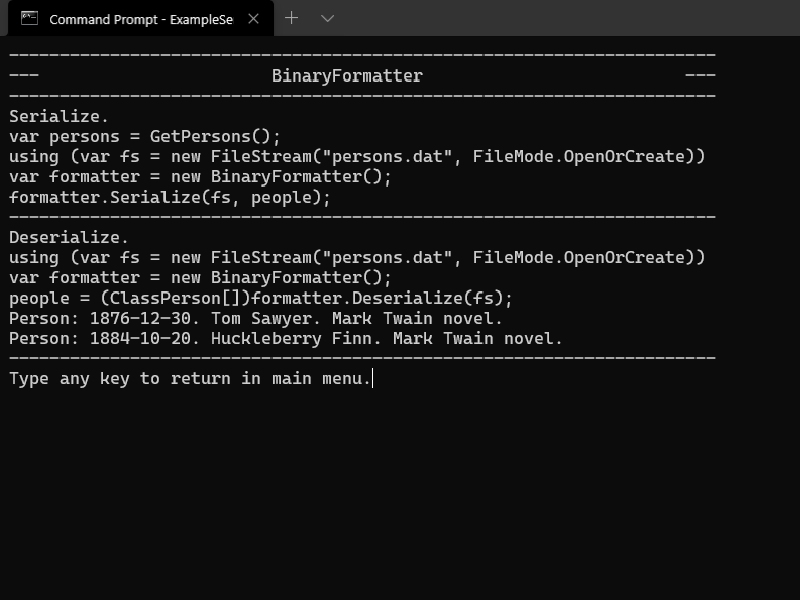 Command Prompt - ExampleSe
----------------------------------------------------------------------
--- BinaryFormatter ---
----------------------------------------------------------------------
Serialize.
var persons = GetPersons();
using (var fs = new FileStream("persons.dat", FileMode.OpenOrCreate))
var formatter = new BinaryFormatter();
formatter.Serialize(fs, people);
----------------------------------------------------------------------
Deserialize.
using (var fs = new FileStream("persons.dat", FileMode.OpenOrCreate))
var formatter = new BinaryFormatter();
people = (ClassPerson[])formatter.Deserialize(fs);
Person: 1876-12-30. Tom Sawyer. Mark Twain novel.
Person: 1884-10-20. Huckleberry Finn. Mark Twain novel.
----------------------------------------------------------------------
Type any key to return in main menu.